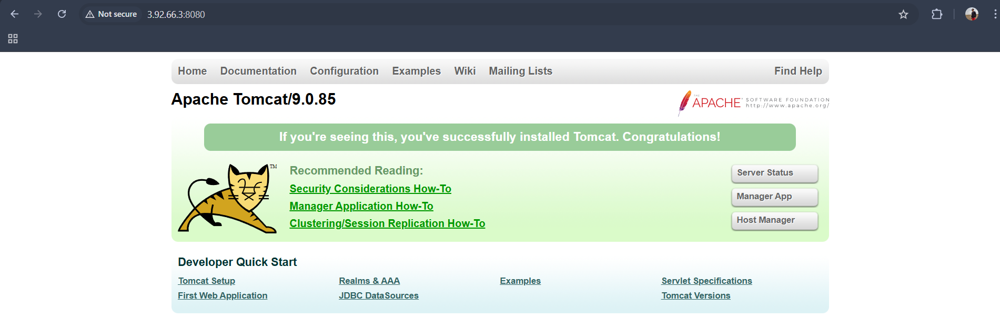 Not secure 3.92.66.3:8080
Home Documentation Configuration Examples Wiki Mailing Lists Find Help
Apache Tomcat/9.0.85
THE APACHE® SOFTWARE FOUNDATION
http://www.apache.org/
If you're seeing this, you've successfully installed Tomcat. Congratulations!
TM
Recommended Reading:
Security Considerations How-To
Manager Application How-To
Clustering/Session Replication How-To
Server Status
Manager App
Host Manager
Developer Quick Start
Tomcat Setup
First Web Application
Realms & AAA
JDBC DataSources
Examples
Servlet Specifications
Tomcat Versions